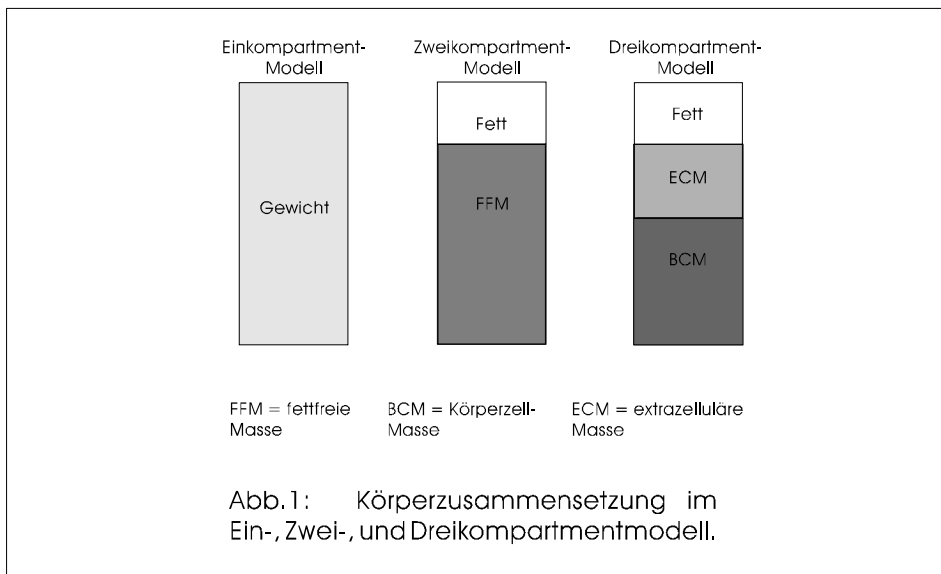 Einkompartment-
Modell
Zweikompartment-
Modell
Dreikompartment-
Modell
Gewicht
Fett
FFM
Fett
ECM
BCM
FFM = fettfreie
Masse
BCM = Körperzell-
Masse
ECM = extrazelluläre
Masse
Abb.1: Körperzusammensetzung im
Ein-, Zwei-, und Dreikompartmentmodell.